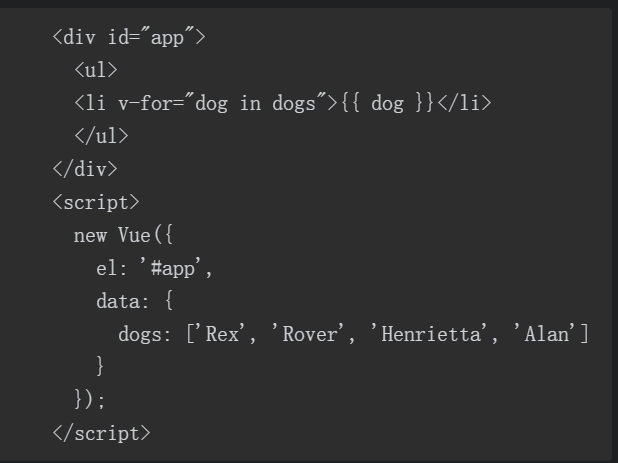 <div id="app">
<ul>
<li v-for="dog in dogs">{{ dog }}</li>
</ul>
</div>
<script>
new Vue({
el: '#app',
data: {
dogs: ['Rex', 'Rover', 'Henrietta', 'Alan']
}
});
</script>